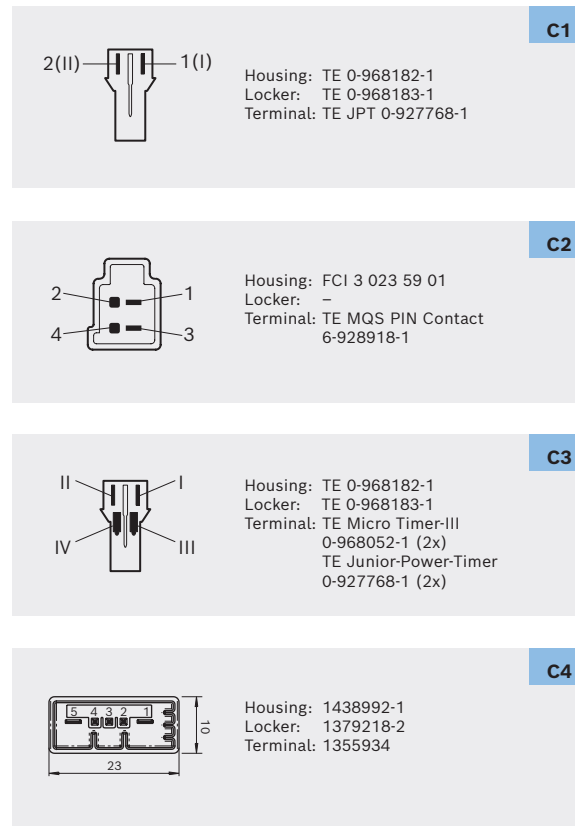 C1
2(II) 1(I)
Housing: TE 0-968182-1
Locker: TE 0-968183-1
Terminal: TE JPT 0-927768-1
C2
2 1
4 3
Housing: FCI 3 023 59 01
Locker: –
Terminal: TE MQS PIN Contact
6-928918-1
C3
II I
IV III
Housing: TE 0-968182-1
Locker: TE 0-968183-1
Terminal: TE Micro Timer-III
0-968052-1 (2x)
TE Junior-Power-Timer
0-927768-1 (2x)
C4
5 4 3 2 1
10
23
Housing: 1438992-1
Locker: 1379218-2
Terminal: 1355934